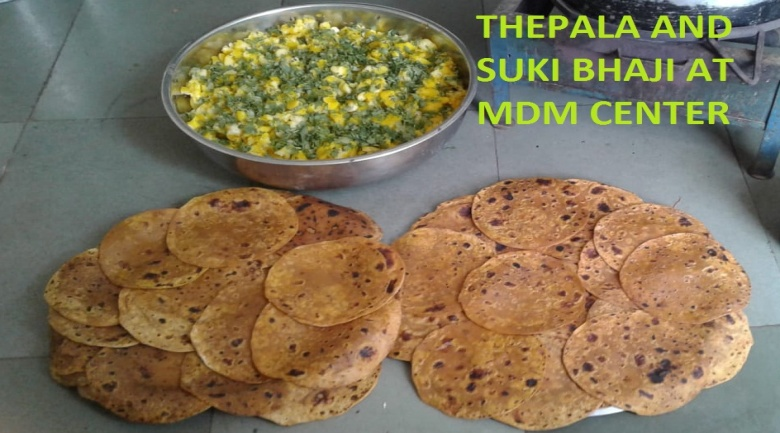 THEPALA AND
SUKI BHAJI AT
MDM CENTER